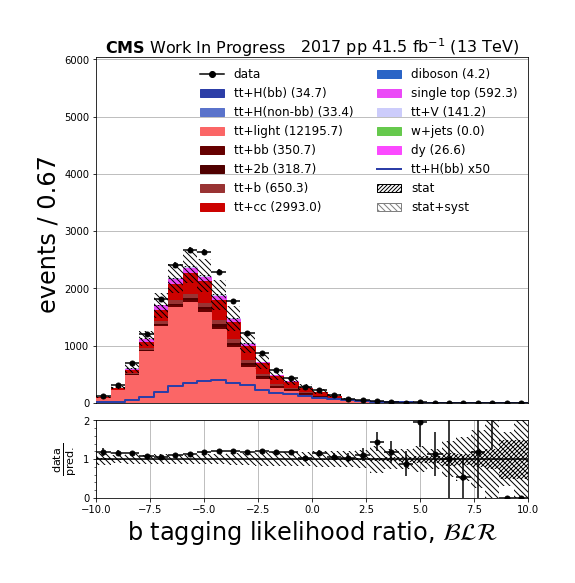 CMS Work In Progress 2017 pp 41.5 fb⁻¹ (13 TeV)
data
tt+H(bb) (34.7)
tt+H(non-bb) (33.4)
tt+light (12195.7)
tt+bb (350.7)
tt+2b (318.7)
tt+b (650.3)
tt+cc (2993.0)
diboson (4.2)
single top (592.3)
tt+V (141.2)
w+jets (0.0)
dy (26.6)
tt+H(bb) x50
stat
stat+syst
events / 0.67
6000
5000
4000
3000
2000
1000
0
data
pred.
2
1
0
−10.0 −7.5 −5.0 −2.5 0.0 2.5 5.0 7.5 10.0
b tagging likelihood ratio, ℬℒℛ